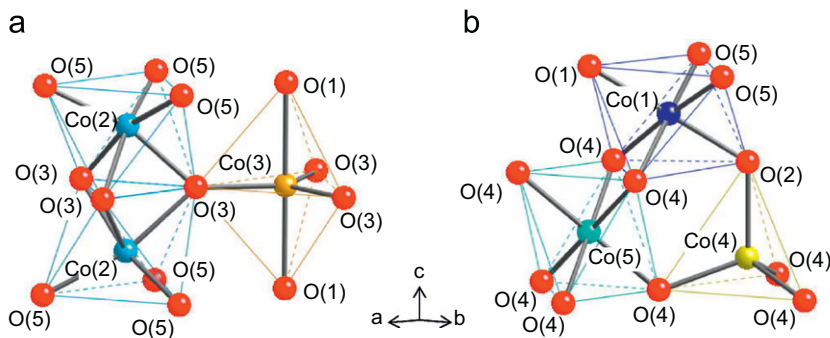 a
O(5)
O(5)
O(5)
Co(2)
O(3)
O(3)
Co(2)
O(5)
O(5)
O(5)
O(3)
Co(3)
O(1)
O(3)
O(3)
O(1)
c
a
b
b
O(1)
O(5)
O(5)
Co(1)
O(4)
O(4)
O(4)
O(2)
Co(5)
Co(4)
O(4)
O(4)
O(4)
O(4)
O(4)